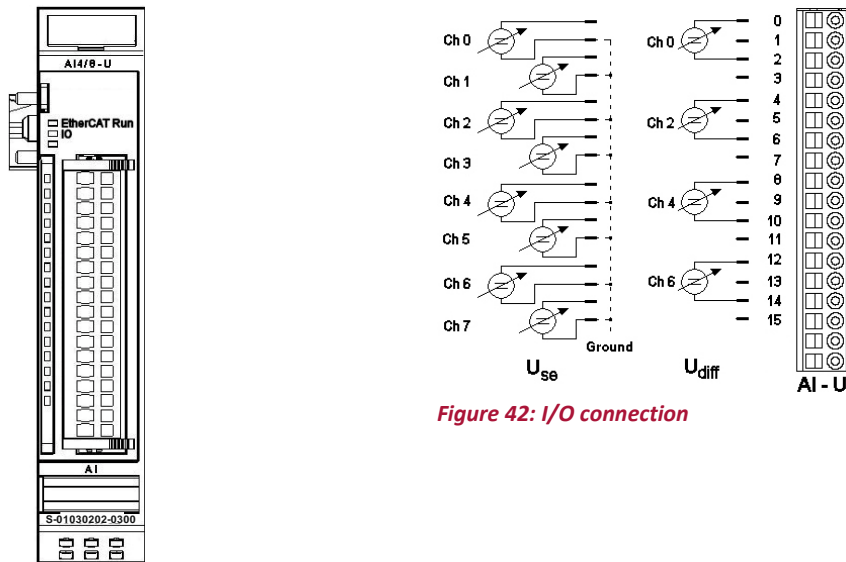 AI4/8-U
EtherCAT Run
IO
AI
S-01030202-0300
Ch 0
Ch 1
Ch 2
Ch 3
Ch 4
Ch 5
Ch 6
Ch 7
Ground
Use
Ch 0
Ch 2
Ch 4
Ch 6
Udiff
0
1
2
3
4
5
6
7
8
9
10
11
12
13
14
15
AI - U
Figure 42: I/O connection